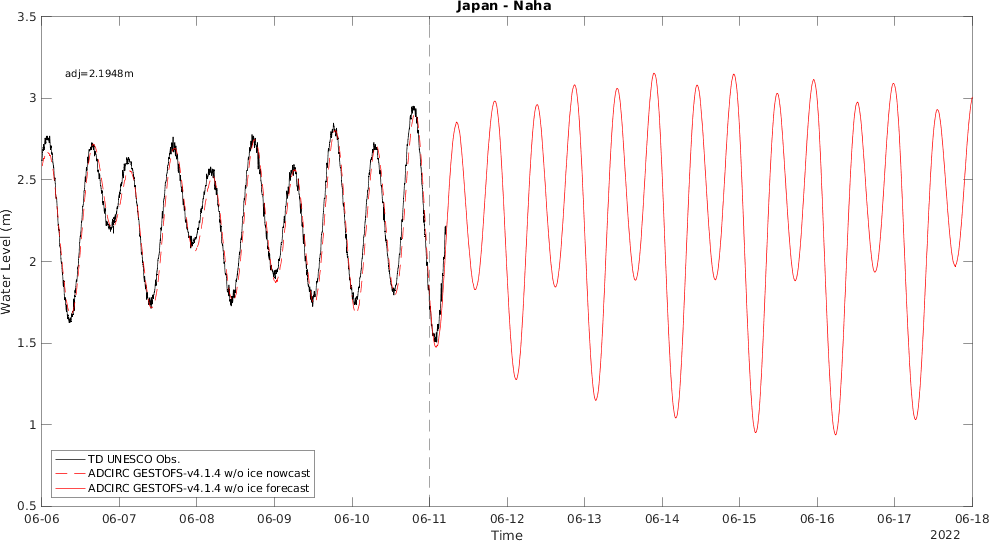 Japan - Naha
3.5
adj=2.1948m
3
2.5
2
1.5
1
0.5
Water Level (m)
TD UNESCO Obs.
ADCIRC GESTOFS-v4.1.4 w/o ice nowcast
ADCIRC GESTOFS-v4.1.4 w/o ice forecast
06-06 06-07 06-08 06-09 06-10 06-11 06-12 06-13 06-14 06-15 06-16 06-17 06-18
Time
2022